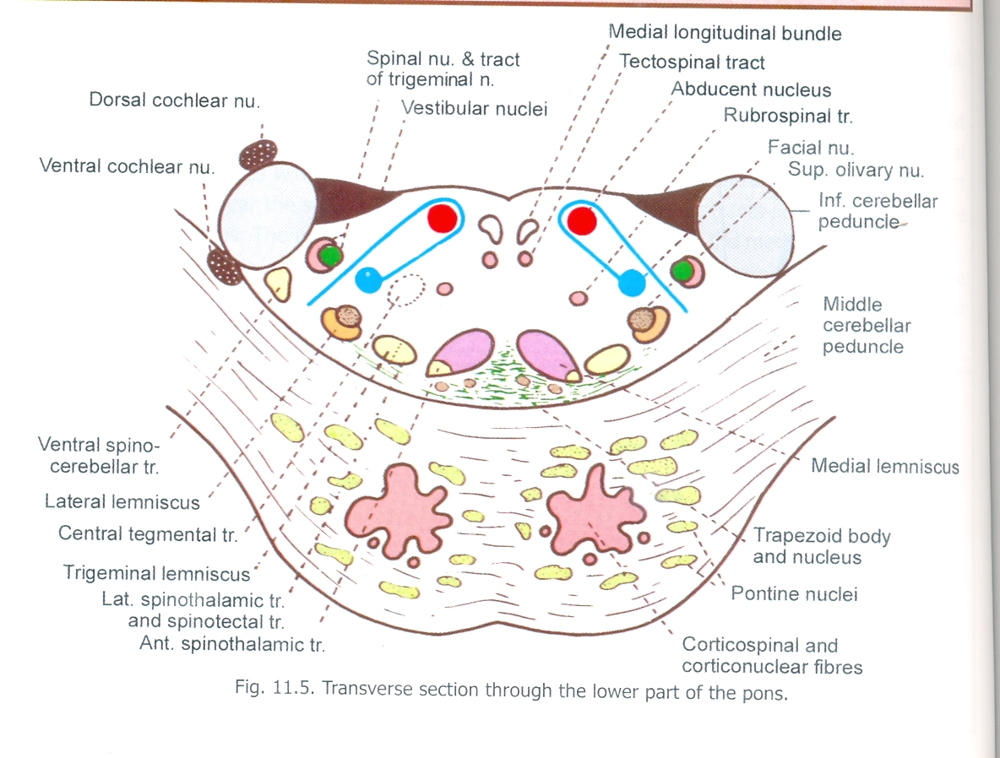 Medial longitudinal bundle
Spinal nu. & tract
of trigeminal n.
Tectospinal tract
Abducent nucleus
Dorsal cochlear nu.
Vestibular nuclei
Rubrospinal tr.
Facial nu.
Ventral cochlear nu.
Sup. olivary nu.
Inf. cerebellar
peduncle
Middle
cerebellar
peduncle
Ventral spino-
cerebellar tr.
Medial lemniscus
Lateral lemniscus
Central tegmental tr.
Trapezoid body
and nucleus
Trigeminal lemniscus
Pontine nuclei
Lat. spinothalamic tr.
and spinotectal tr.
Ant. spinothalamic tr.
Corticospinal and
corticonuclear fibres
Fig. 11.5. Transverse section through the lower part of the pons.